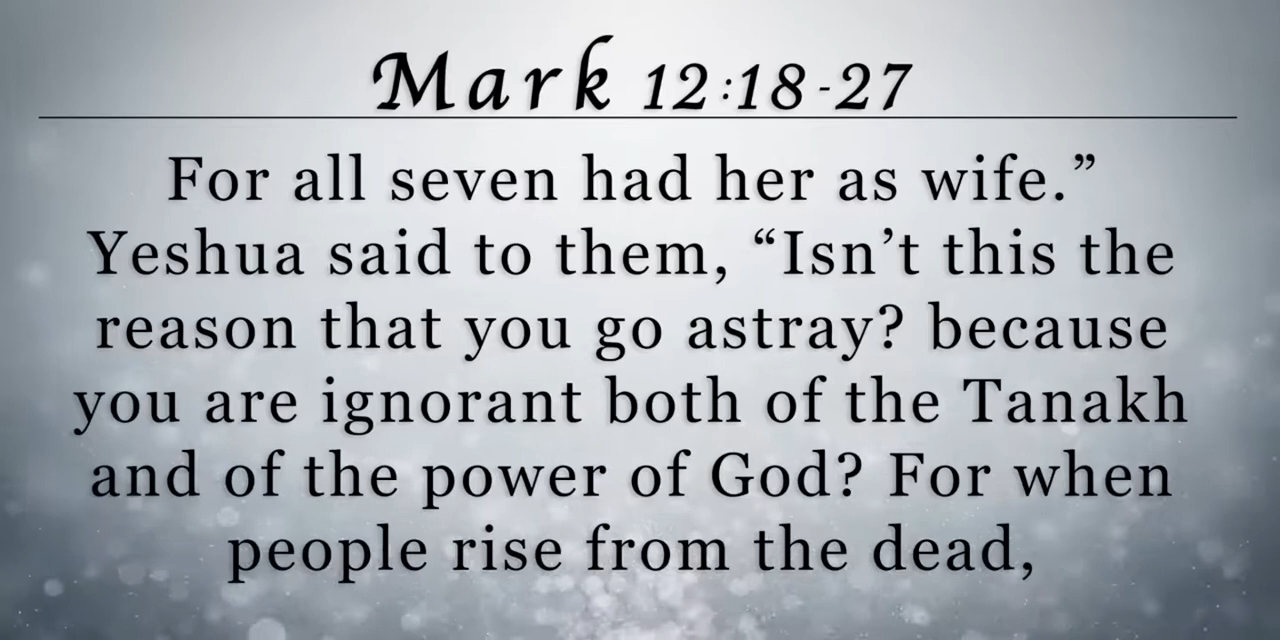 Mark 12:18-27
For all seven had her as wife.”
Yeshua said to them, “Isn’t this the
reason that you go astray? because
you are ignorant both of the Tanakh
and of the power of God? For when
people rise from the dead,